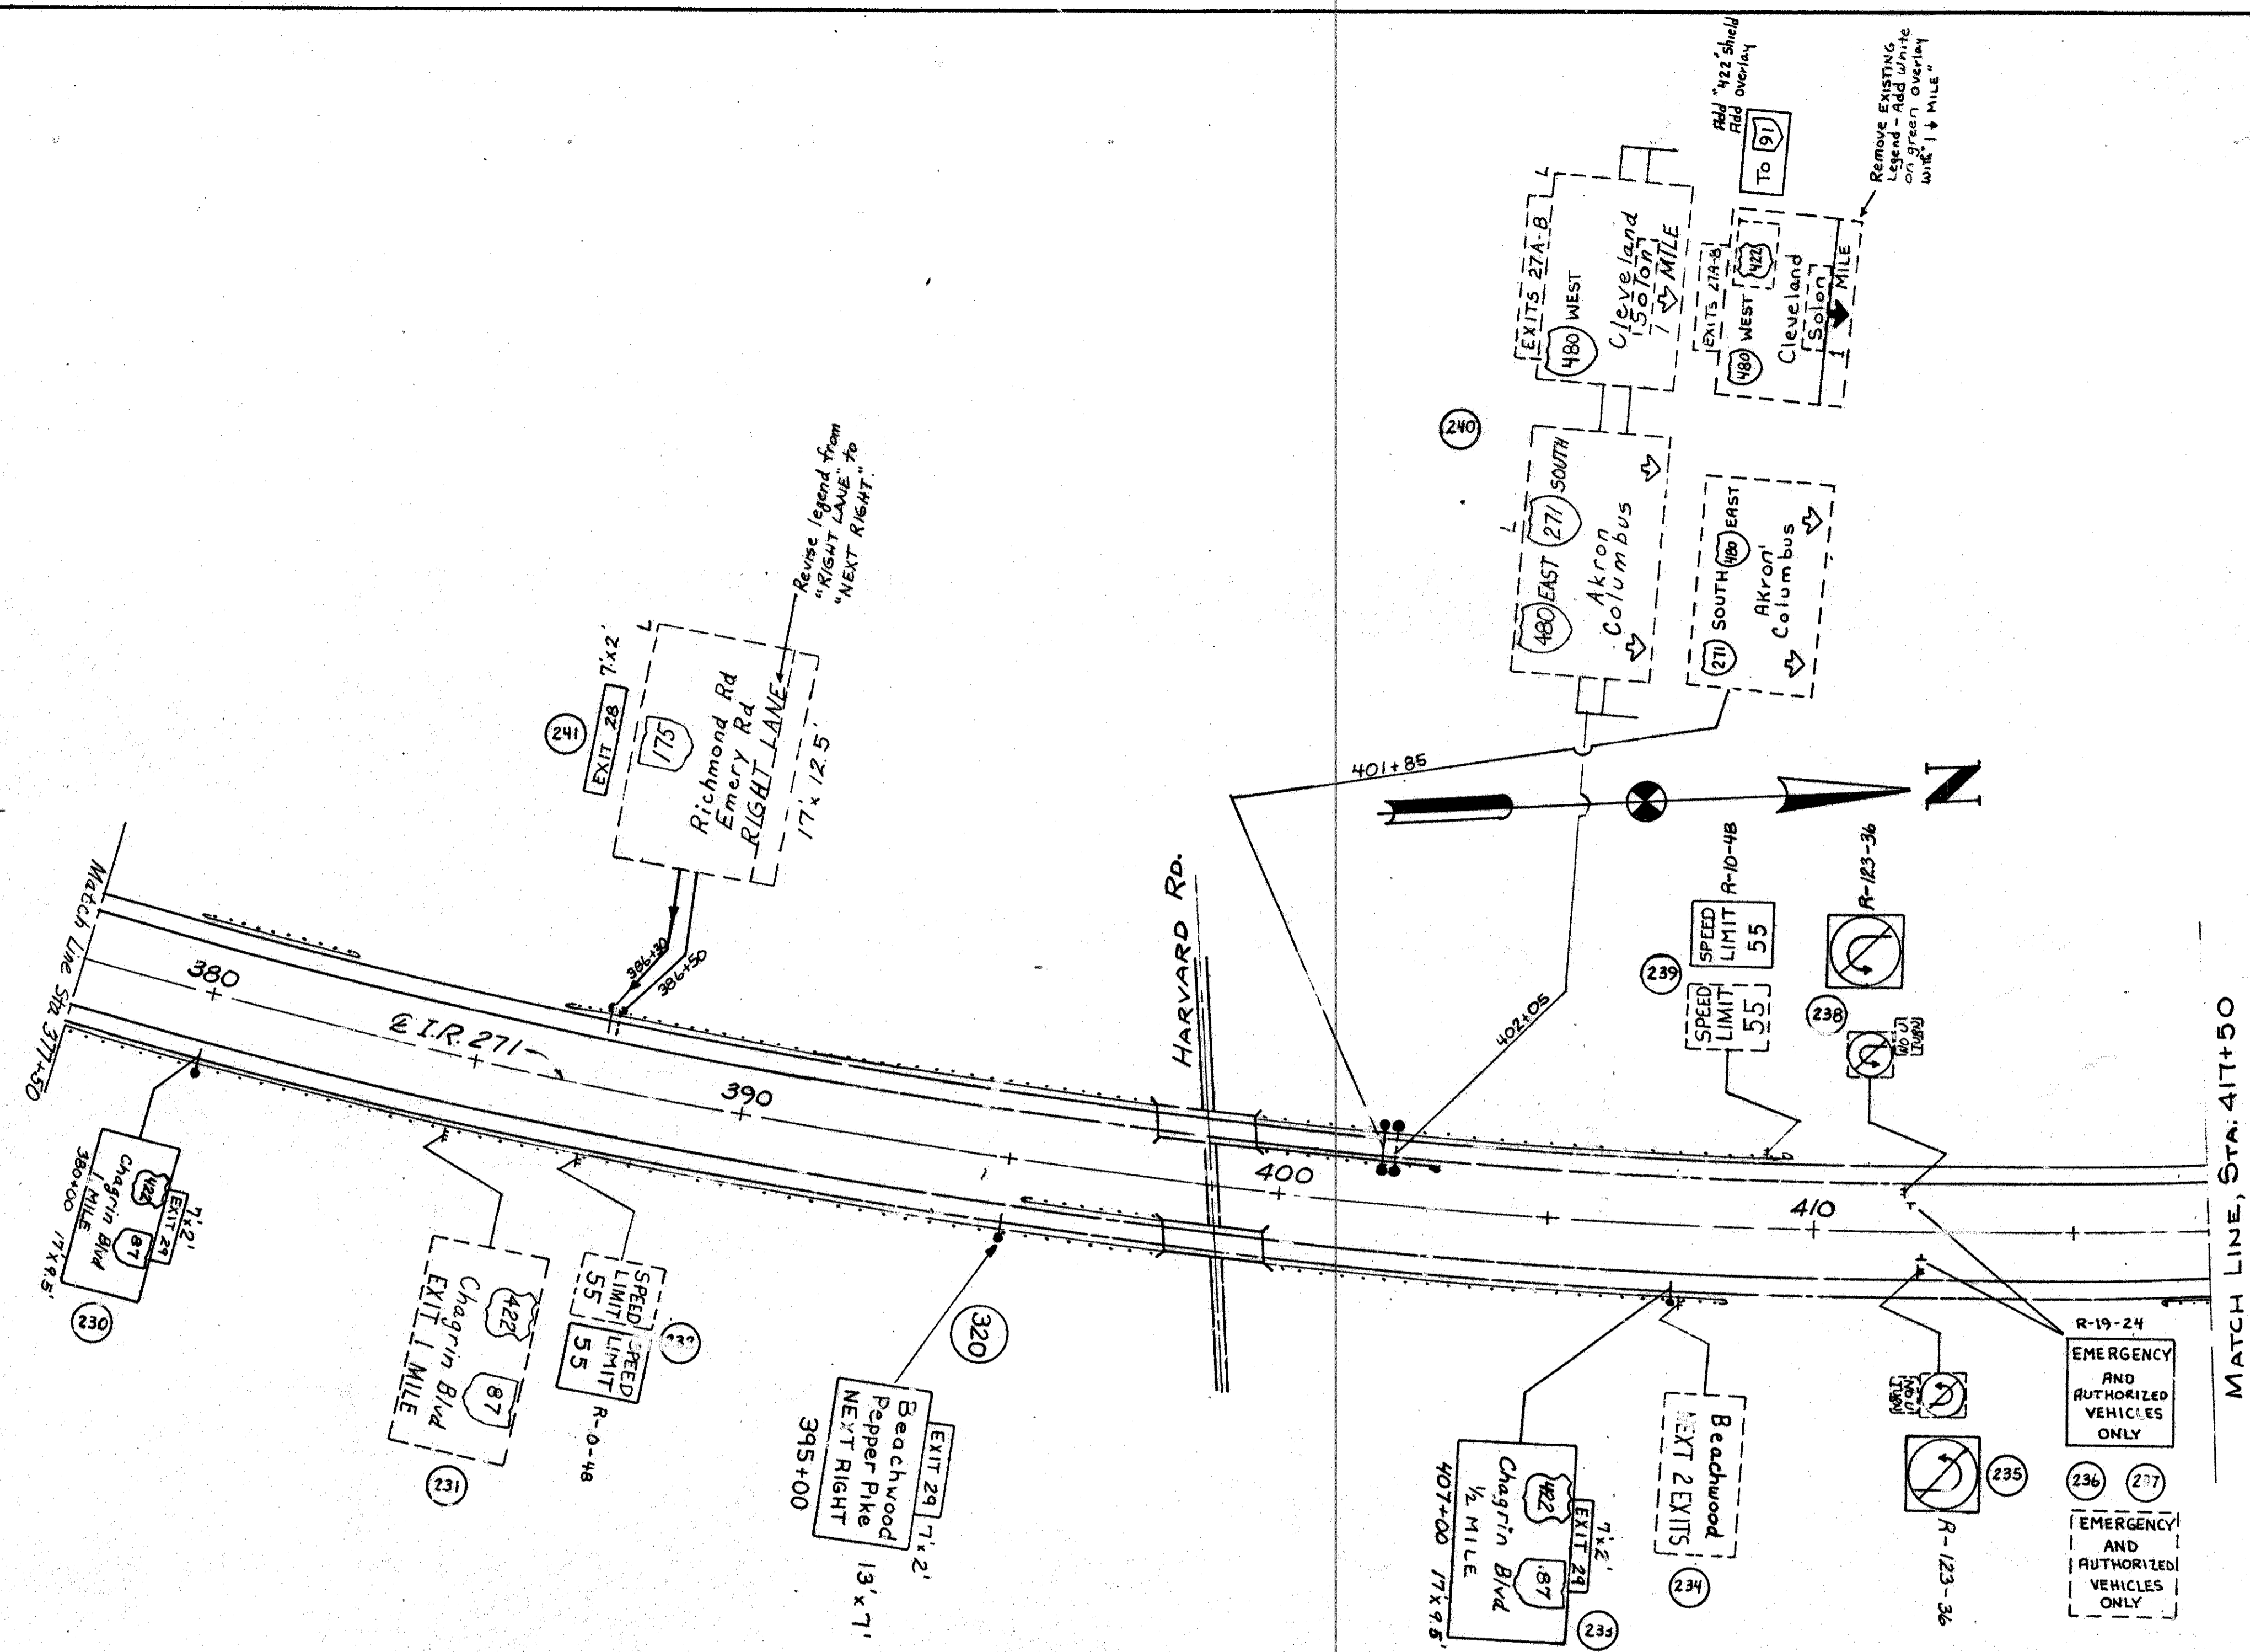 Add "422" shield
Add overlay
To 91
Remove EXISTING
Legend - Add White
on green overlay
with "1 ↓ MILE"
EXITS 27A-B
480 WEST
Cleveland
Solon
1 MILE
EXITS 27A-B
480 WEST 422
Cleveland
Solon
1 MILE
240
480 EAST 271 SOUTH
Akron
Columbus
271 SOUTH 480 EAST
Akron
Columbus
Revise legend from
"RIGHT LANE" to
"NEXT RIGHT".
241
EXIT 28
7'x2'
175
Richmond Rd
Emery Rd
RIGHT LANE
17'x 12.5'
386+30
386+50
401+85
402+05
N
HARVARD RD.
239
SPEED
LIMIT
55
R-10-48
SPEED
LIMIT
55
R-123-36
238
NO U
TURN
Match Line Sta 377+50
380
℄ I.R. 271
390
400
410
MATCH LINE, STA. 417+50
7'x2'
EXIT 29
422 87
Chagrin Blvd
1 MILE
380+00 17'x9.5'
230
422 87
Chagrin Blvd
EXIT 1 MILE
231
SPEED
LIMIT
55
SPEED
LIMIT
55
R-0-48
320
EXIT 29 7'x2'
Beachwood
Pepper Pike
NEXT RIGHT
395+00 13'x 7'
7'x2'
EXIT 29
422 87
Chagrin Blvd
1/2 MILE
407+00 17'x9.5'
233
Beachwood
NEXT 2 EXITS
234
NO U
TURN
235
R-123-36
R-19-24
EMERGENCY
AND
AUTHORIZED
VEHICLES
ONLY
236 237
EMERGENCY
AND
AUTHORIZED
VEHICLES
ONLY